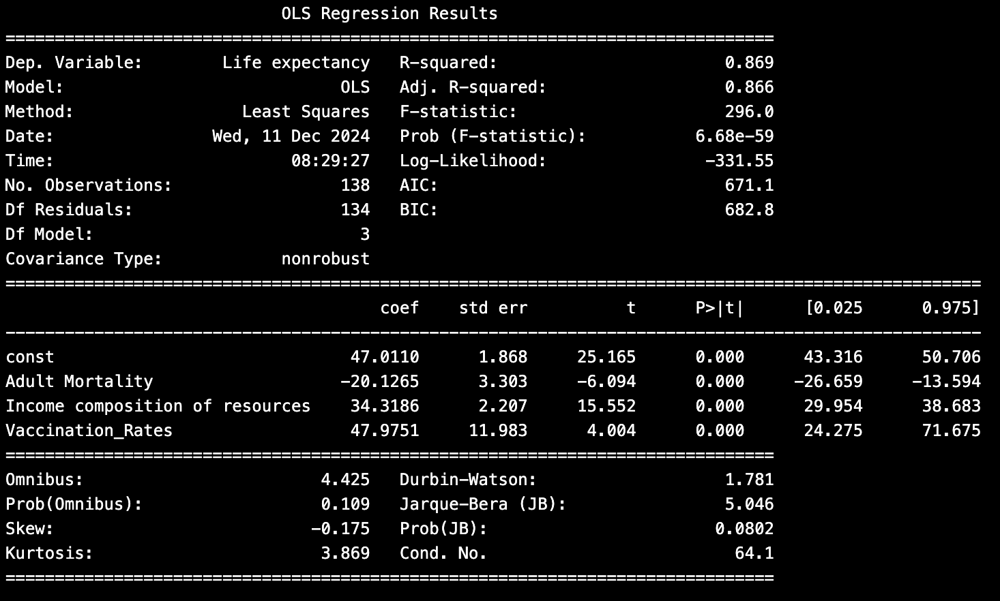 OLS Regression Results
==============================================================================
Dep. Variable:        Life expectancy   R-squared:                       0.869
Model:                            OLS   Adj. R-squared:                  0.866
Method:                 Least Squares   F-statistic:                     296.0
Date:                Wed, 11 Dec 2024   Prob (F-statistic):           6.68e-59
Time:                        08:29:27   Log-Likelihood:                -331.55
No. Observations:                 138   AIC:                             671.1
Df Residuals:                     134   BIC:                             682.8
Df Model:                           3
Covariance Type:            nonrobust
===================================================================================================
                                      coef    std err          t      P>|t|      [0.025      0.975]
---------------------------------------------------------------------------------------------------
const                              47.0110      1.868     25.165      0.000      43.316      50.706
Adult Mortality                   -20.1265      3.303     -6.094      0.000     -26.659     -13.594
Income composition of resources    34.3186      2.207     15.552      0.000      29.954      38.683
Vaccination_Rates                  47.9751     11.983      4.004      0.000      24.275      71.675
==============================================================================
Omnibus:                        4.425   Durbin-Watson:                   1.781
Prob(Omnibus):                  0.109   Jarque-Bera (JB):                5.046
Skew:                          -0.175   Prob(JB):                       0.0802
Kurtosis:                       3.869   Cond. No.                         64.1
==============================================================================